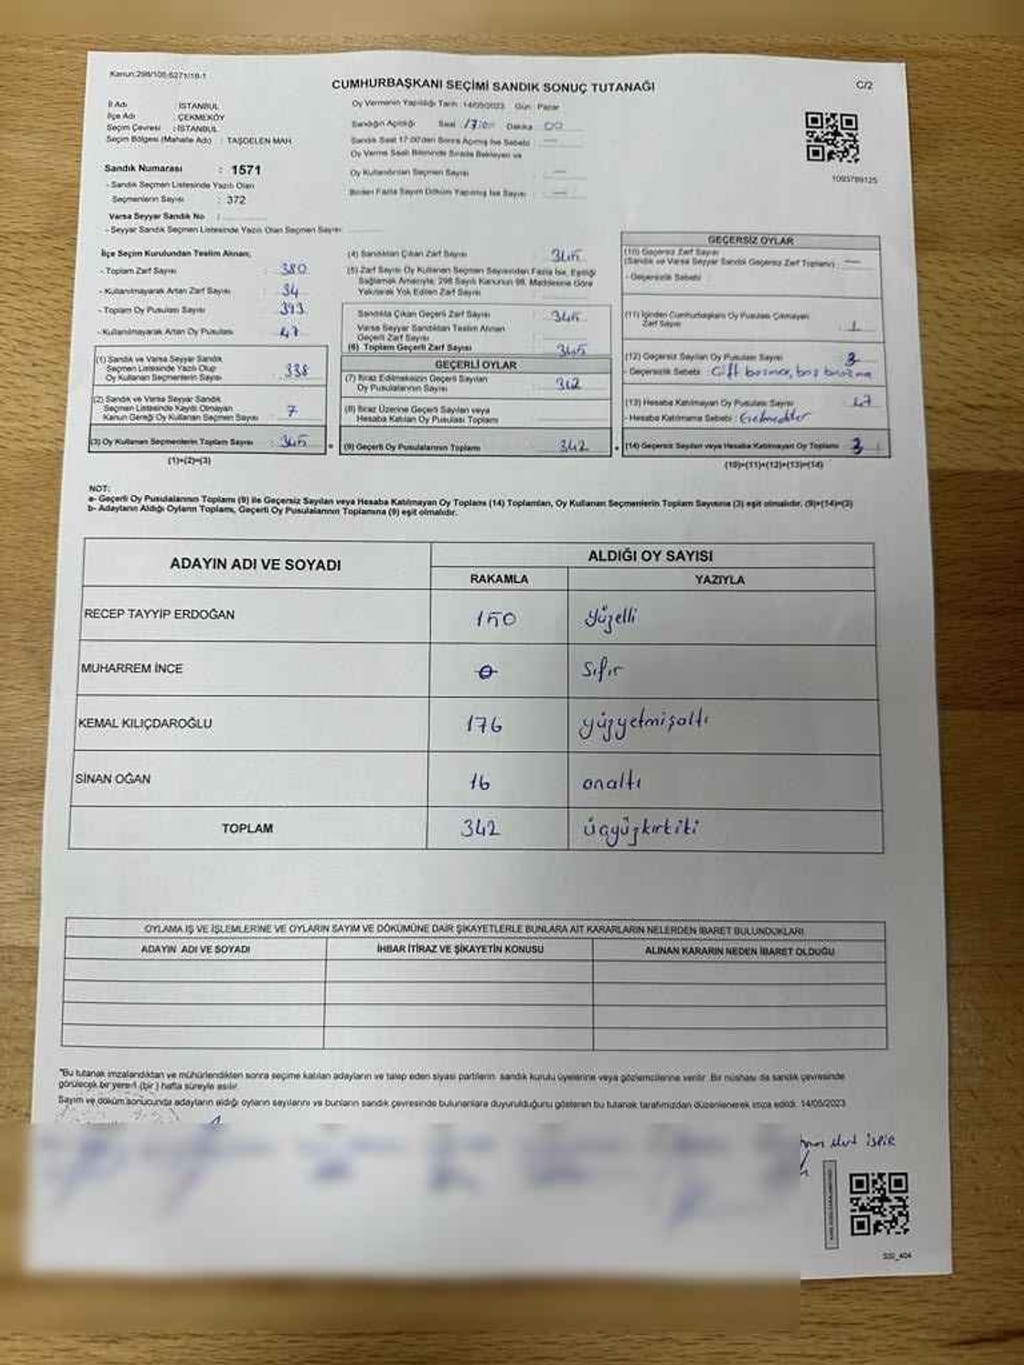 Kanun:298/105-6271/18-1
CUMHURBAŞKANI SEÇİMİ SANDIK SONUÇ TUTANAĞI
C/2
İl Adı : İSTANBUL
İlçe Adı : ÇEKMEKÖY
Seçim Çevresi : İSTANBUL
Seçim Bölgesi (Mahalle Adı) : TAŞDELEN MAH
Sandık Numarası : 1571
- Sandık Seçmen Listesinde Yazılı Olan
Seçmenlerin Sayısı : 372
Varsa Seyyar Sandık No :
- Seyyar Sandık Seçmen Listesinde Yazılı Olan Seçmen Sayısı:
Oy Vermenin Yapıldığı Tarih :14/05/2023 Gün : Pazar
Sandığın Açıldığı Saat : 17:00 Dakika : 00
Sandık Saat 17:00'den Sonra Açılmış İse Sebebi : —
Oy Verme Saati Bitiminde Sırada Bekleyen ve
Oy Kullandırılan Seçmen Sayısı : —
Birden Fazla Sayım Döküm Yapılmış İse Sayısı : —
1093789125
İlçe Seçim Kurulundan Teslim Alınan;
- Toplam Zarf Sayısı : 380
- Kullanılmayarak Artan Zarf Sayısı : 34
- Toplam Oy Pusulası Sayısı : 393
- Kullanılmayarak Artan Oy Pusulası : 47
(1) Sandık ve Varsa Seyyar Sandık
Seçmen Listesinde Yazılı Olup
Oy Kullanan Seçmenlerin Sayısı : 338
(2) Sandık ve Varsa Seyyar Sandık
Seçmen Listesinde Kayıtlı Olmayan
Kanun Gereği Oy Kullanan Seçmen Sayısı : 7
(3) Oy Kullanan Seçmenlerin Toplam Sayısı : 345
(1)+(2)=(3)
(4) Sandıktan Çıkan Zarf Sayısı : 345
(5) Zarf Sayısı Oy Kullanan Seçmen Sayısından Fazla İse, Eşitliği
Sağlamak Amacıyla, 298 Sayılı Kanunun 98. Maddesine Göre
Yakılarak Yok Edilen Zarf Sayısı :
Sandıkta Çıkan Geçerli Zarf Sayısı : 345
Varsa Seyyar Sandıktan Teslim Alınan
Geçerli Zarf Sayısı :
(6) Toplam Geçerli Zarf Sayısı : 345
GEÇERLİ OYLAR
(7) İtiraz Edilmeksizin Geçerli Sayılan
Oy Pusulalarının Sayısı : 342
(8) İtiraz Üzerine Geçerli Sayılan veya
Hesaba Katılan Oy Pusulası Toplamı :
(9) Geçerli Oy Pusulalarının Toplamı : 342
GEÇERSİZ OYLAR
(10) Geçersiz Zarf Sayısı
(Sandık ve Varsa Seyyar Sandık Geçersiz Zarf Toplamı) : —
- Geçersizlik Sebebi :
(11) İçinden Cumhurbaşkanı Oy Pusulası Çıkmayan
Zarf Sayısı : 1
(12) Geçersiz Sayılan Oy Pusulası Sayısı : 3
- Geçersizlik Sebebi : Çift basma, boş
(13) Hesaba Katılmayan Oy Pusulası Sayısı : 47
- Hesaba Katılmama Sebebi :
(14) Geçersiz Sayılan veya Hesaba Katılmayan Oy Toplamı : 3
(10)+(11)+(12)+(13)=(14)
NOT:
a- Geçerli Oy Pusulalarının Toplamı (9) ile Geçersiz Sayılan veya Hesaba Katılmayan Oy Toplamı (14) Toplamları, Oy Kullanan Seçmenlerin Toplam Sayısına (3) eşit olmalıdır. (9)+(14)=(3)
b- Adayların Aldığı Oyların Toplamı, Geçerli Oy Pusulalarının Toplamına (9) eşit olmalıdır.
ADAYIN ADI VE SOYADI
ALDIĞI OY SAYISI
RAKAMLA YAZIYLA
RECEP TAYYİP ERDOĞAN 150 yüzelli
MUHARREM İNCE 0 sıfır
KEMAL KILIÇDAROĞLU 176 yüzyetmişaltı
SİNAN OĞAN 16 onaltı
TOPLAM 342 üçyüzkırkiki
OYLAMA İŞ VE İŞLEMLERİNE VE OYLARIN SAYIM VE DÖKÜMÜNE DAİR ŞİKAYETLERLE BUNLARA AİT KARARLARIN NELERDEN İBARET BULUNDUKLARI
ADAYIN ADI VE SOYADI İHBAR İTİRAZ VE ŞİKAYETİN KONUSU ALINAN KARARIN NEDEN İBARET OLDUĞU
"Bu tutanak imzalandıktan ve mühürlendikten sonra seçime katılan adayların ve talep eden siyasi partilerin sandık kurulu üyelerine veya gözlemcilerine verilir. Bir nüshası da sandık çevresinde
görülecek bir yere-1 (bir ) hafta süreyle asılır.
Sayım ve döküm sonucunda adayların aldığı oyların sayılarını ve bunların sandık çevresinde bulunanlara duyurulduğunu gösteren bu tutanak tarafımızdan düzenlenerek imza edildi. 14/05/2023
SSI_404